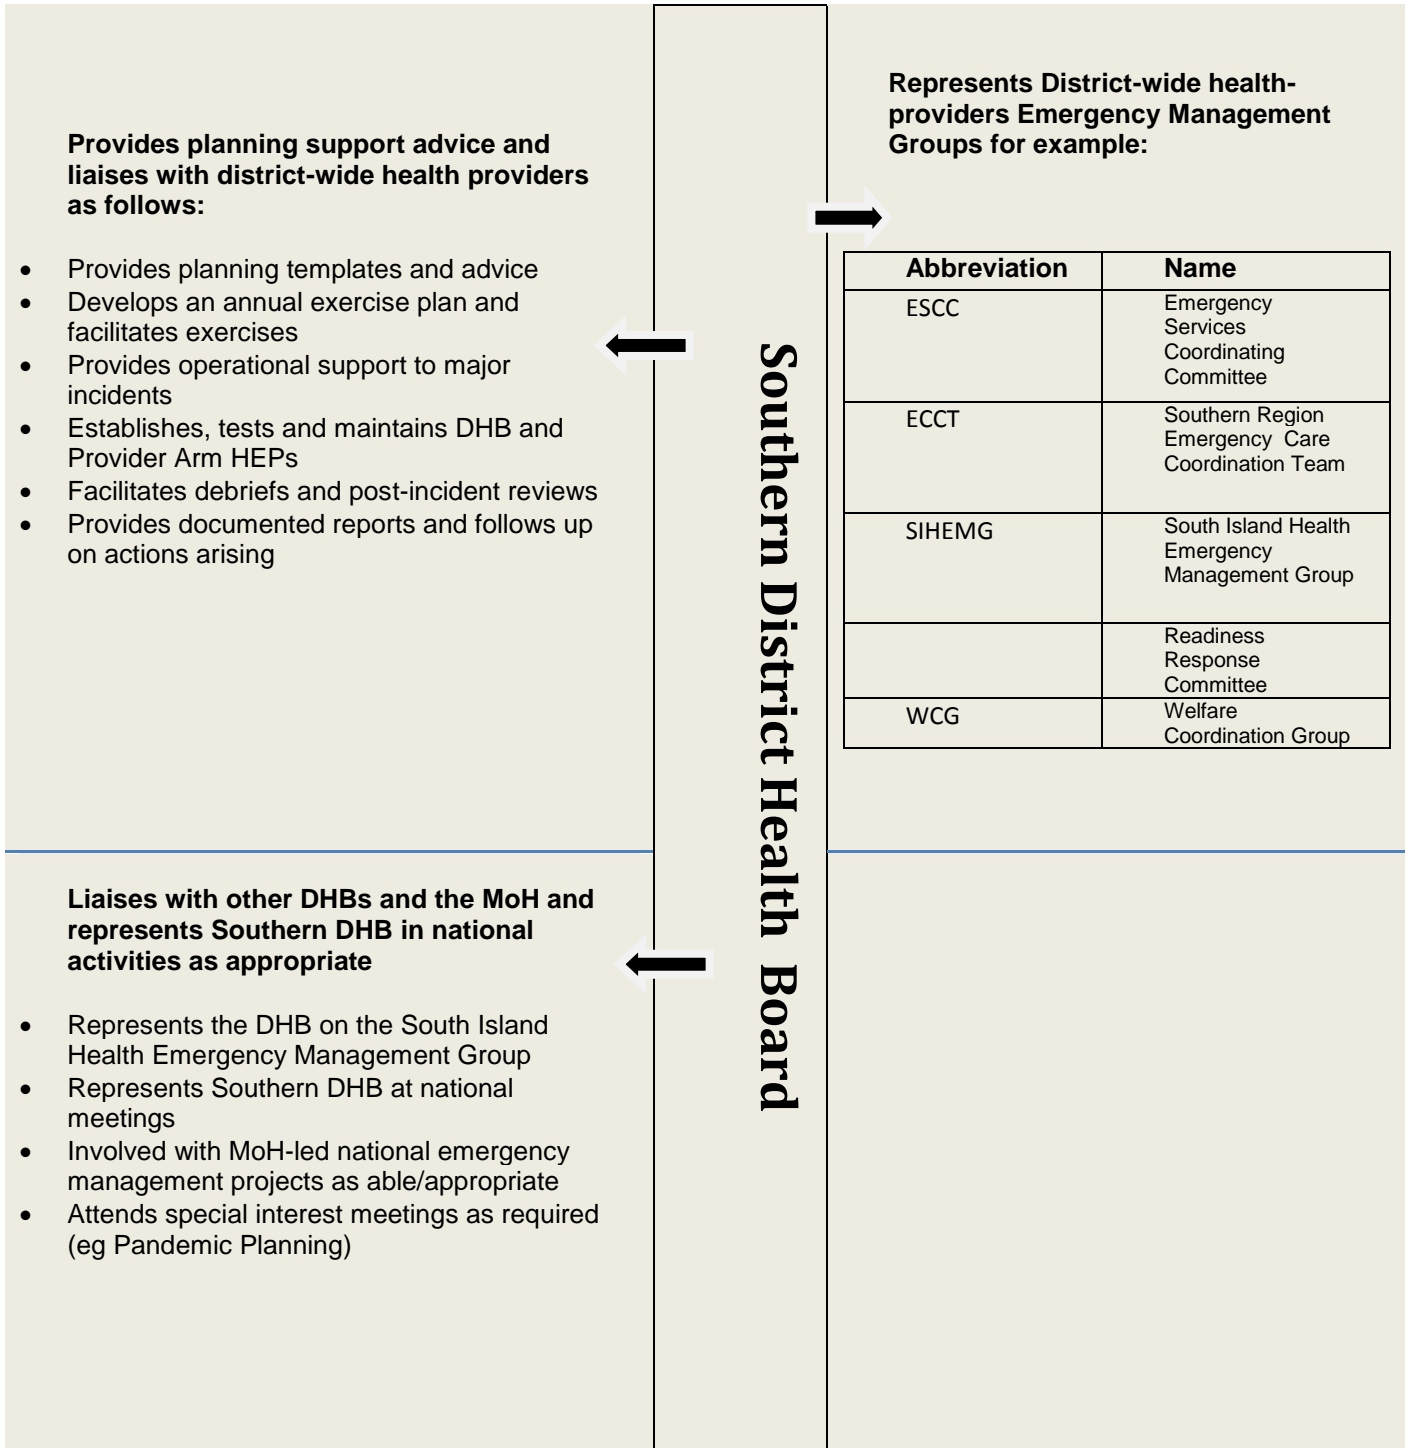 Provides planning support advice and
liaises with district-wide health providers
as follows:
• Provides planning templates and advice
• Develops an annual exercise plan and
facilitates exercises
• Provides operational support to major
incidents
• Establishes, tests and maintains DHB and
Provider Arm HEPs
• Facilitates debriefs and post-incident reviews
• Provides documented reports and follows up
on actions arising
Liaises with other DHBs and the MoH and
represents Southern DHB in national
activities as appropriate
• Represents the DHB on the South Island
Health Emergency Management Group
• Represents Southern DHB at national
meetings
• Involved with MoH-led national emergency
management projects as able/appropriate
• Attends special interest meetings as required
(eg Pandemic Planning)
Southern District Health Board
Represents District-wide health-
providers Emergency Management
Groups for example:
Abbreviation Name
ESCC Emergency
Services
Coordinating
Committee
ECCT Southern Region
Emergency Care
Coordination Team
SIHEMG South Island Health
Emergency
Management Group
Readiness
Response
Committee
WCG Welfare
Coordination Group